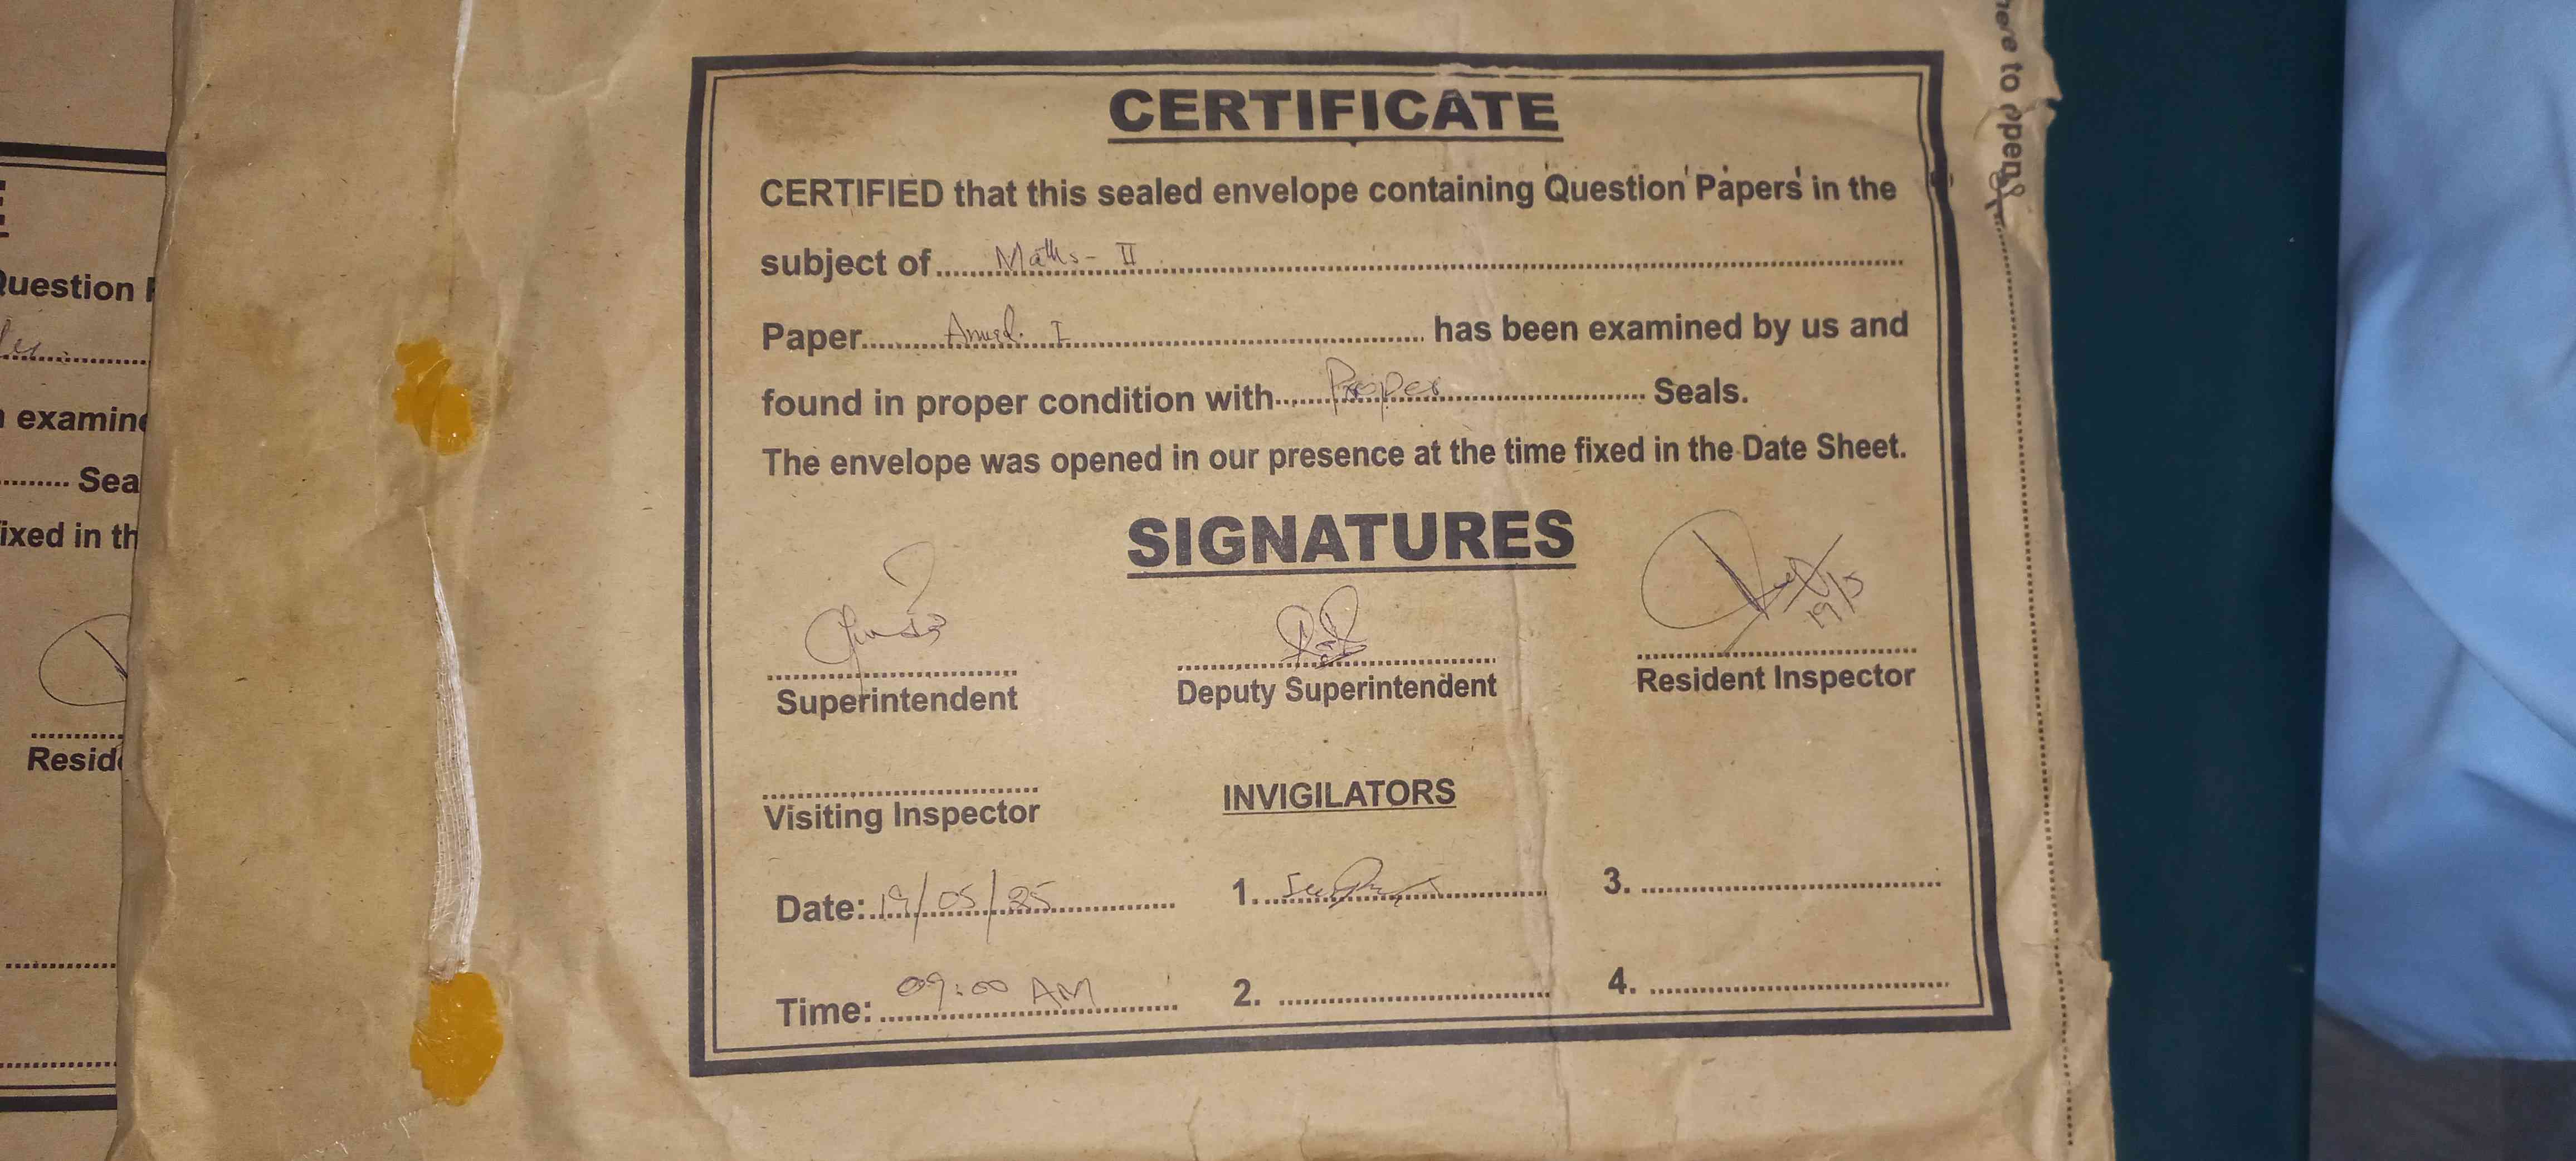 CERTIFICATE
CERTIFIED that this sealed envelope containing Question Papers in the
subject of Maths - II
Paper Annual. I has been examined by us and
found in proper condition with Proper Seals.
The envelope was opened in our presence at the time fixed in the Date Sheet.
SIGNATURES
19/5
Superintendent Deputy Superintendent Resident Inspector
Visiting Inspector INVIGILATORS
Date: 19/05/25 1. 3.
Time: 09:00 AM 2. 4.
here to open
Question
examine
Sea
fixed in th
Resid